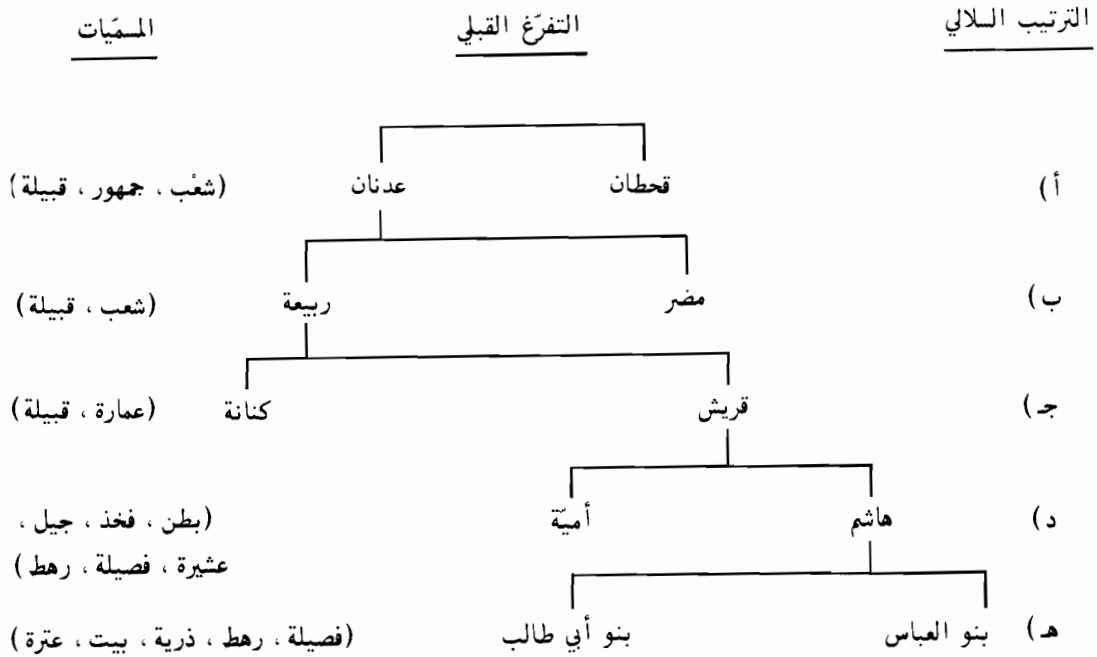 الترتيب السلالي التفرّغ القبلي المسمّيات
أ) قحطان عدنان (شعْب ، جمهور ، قبيلة)
ب) مضر ربيعة (شعب ، قبيلة)
جـ) قريش كنانة (عمارة ، قبيلة)
د) هاشم أميّة (بطن ، فخذ ، جيل ،
عشيرة ، فصيلة ، رهط)
هـ) بنو العباس بنو أبي طالب (فصيلة ، رهط ، ذرية ، بيت ، عترة)